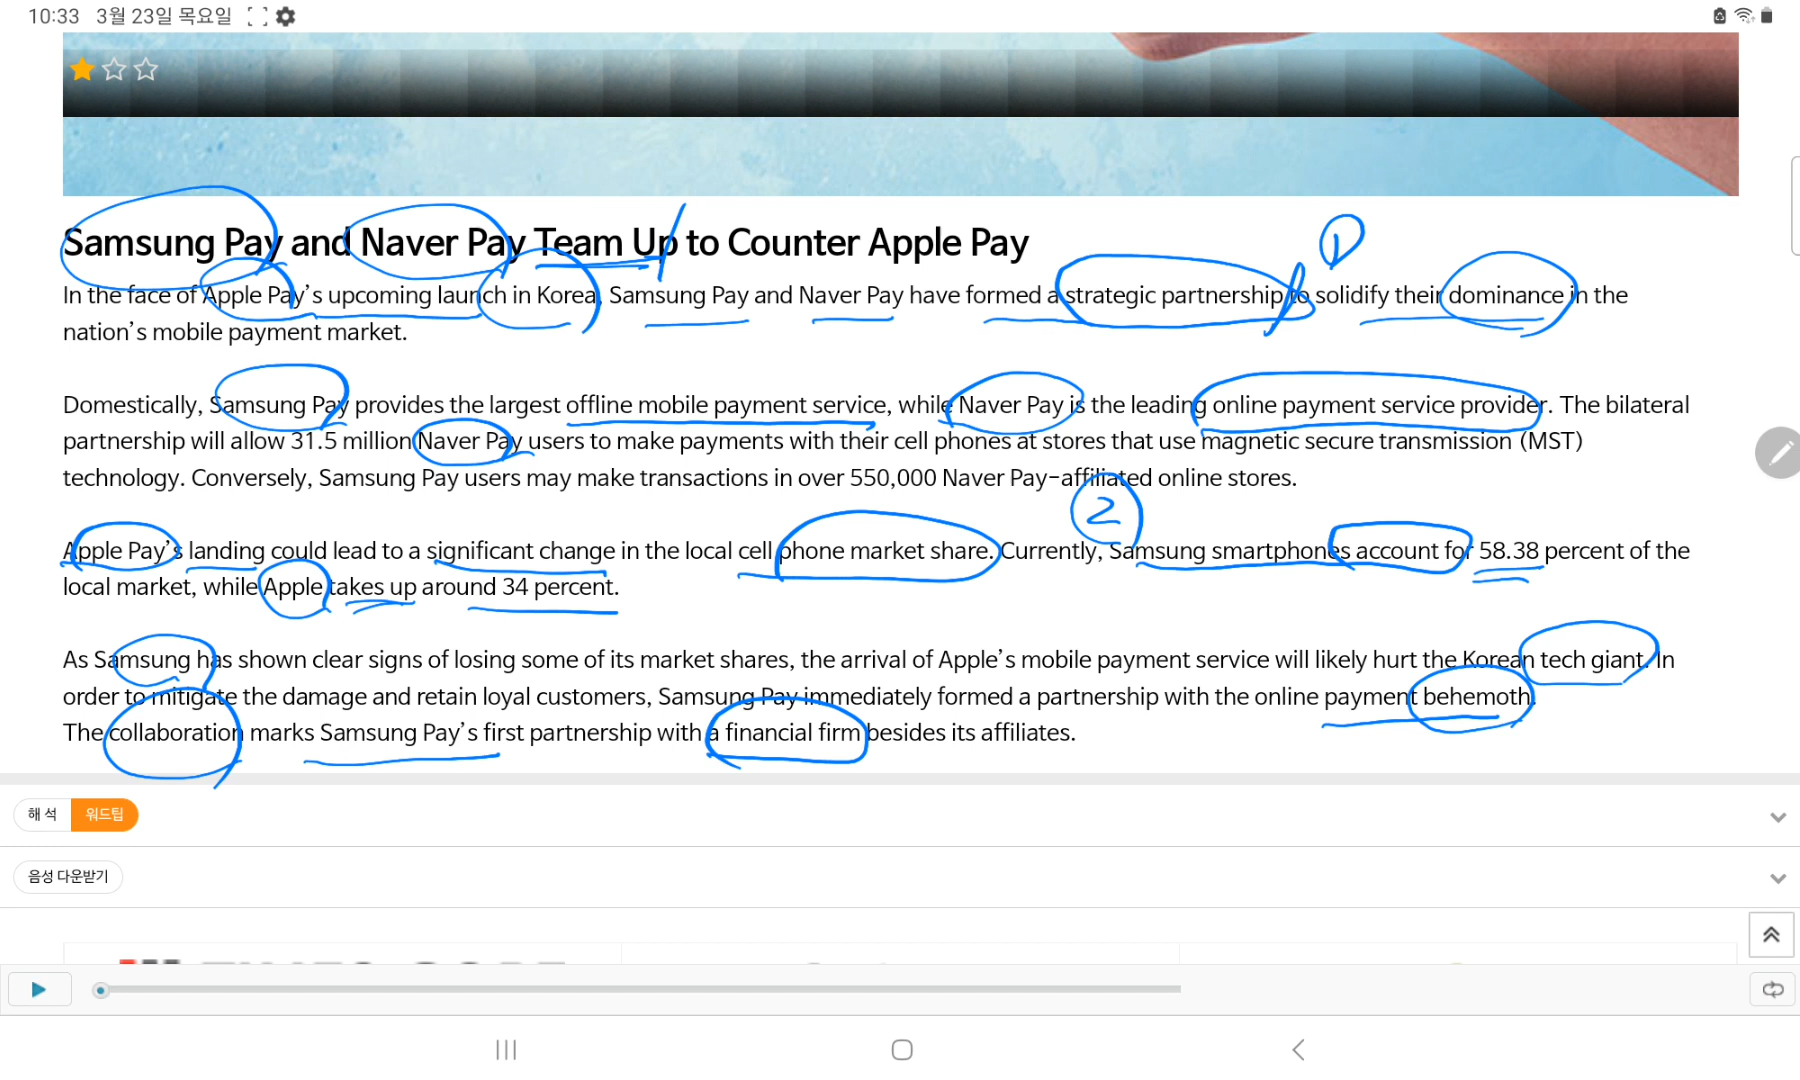 10:33 3월 23일 목요일
Samsung Pay and Naver Pay Team Up to Counter Apple Pay
①
In the face of Apple Pay's upcoming launch in Korea, Samsung Pay and Naver Pay have formed a strategic partnership to solidify their dominance in the
nation's mobile payment market.
Domestically, Samsung Pay provides the largest offline mobile payment service, while Naver Pay is the leading online payment service provider. The bilateral
partnership will allow 31.5 million Naver Pay users to make payments with their cell phones at stores that use magnetic secure transmission (MST)
technology. Conversely, Samsung Pay users may make transactions in over 550,000 Naver Pay-affiliated online stores.
②
Apple Pay's landing could lead to a significant change in the local cell phone market share. Currently, Samsung smartphones account for 58.38 percent of the
local market, while Apple takes up around 34 percent.
As Samsung has shown clear signs of losing some of its market shares, the arrival of Apple's mobile payment service will likely hurt the Korean tech giant. In
order to mitigate the damage and retain loyal customers, Samsung Pay immediately formed a partnership with the online payment behemoth.
The collaboration marks Samsung Pay's first partnership with a financial firm besides its affiliates.
해 석 워드팁
음성 다운받기